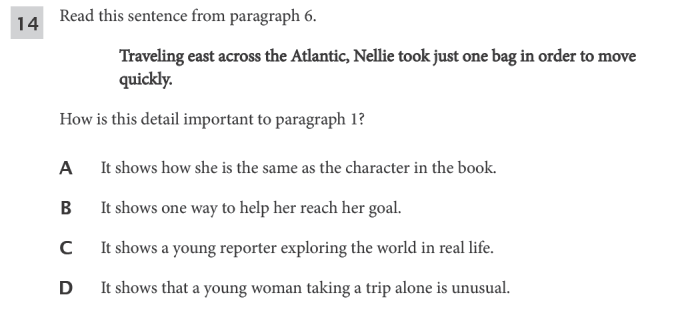 14 Read this sentence from paragraph 6.
Traveling east across the Atlantic, Nellie took just one bag in order to move
quickly.
How is this detail important to paragraph 1?
A It shows how she is the same as the character in the book.
B It shows one way to help her reach her goal.
C It shows a young reporter exploring the world in real life.
D It shows that a young woman taking a trip alone is unusual.